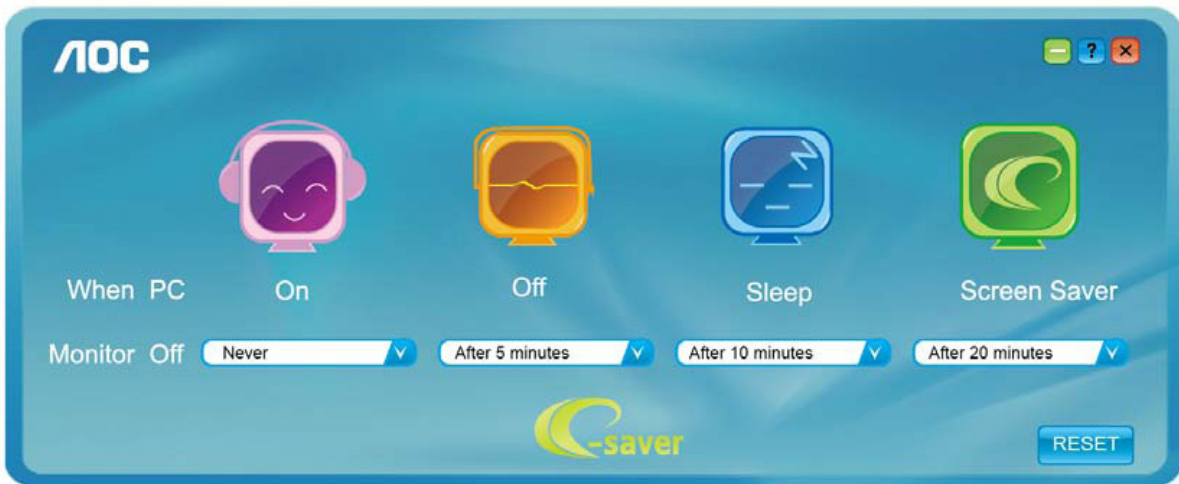 AOC
?
When PC On Off Sleep Screen Saver
Monitor Off Never After 5 minutes After 10 minutes After 20 minutes
e-saver
RESET